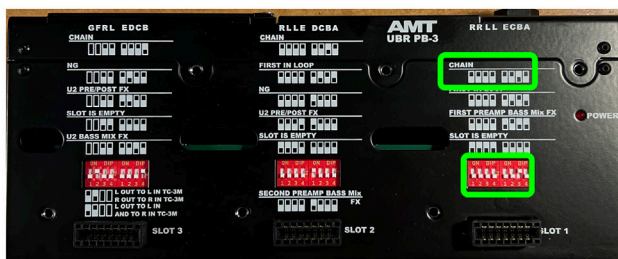 GFRL EDCB
CHAIN
NG
U2 PRE/POST FX
SLOT IS EMPTY
U2 BASS MIX FX
ON DIP
1 2 3 4
ON DIP
1 2 3 4
L OUT TO L IN TC-3M
R OUT TO R IN TC-3M
L OUT TO L IN
AND TO R IN TC-3M
SLOT 3
RLLE DCBA
CHAIN
FIRST IN LOOP
NG
U2 PRE/POST FX
SLOT IS EMPTY
ON DIP
1 2 3 4
ON DIP
1 2 3 4
SECOND PREAMP BASS Mix
FX
SLOT 2
AMT
UBR PB-3
RRLL ECBA
CHAIN
FIRST PREAMP BASS Mix FX
SLOT IS EMPTY
ON DIP
1 2 3 4
ON DIP
1 2 3 4
SLOT 1
POWER